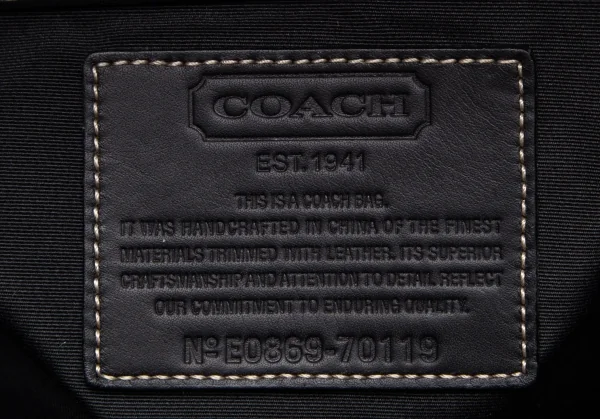 COACH
EST. 1941
THIS IS A COACH BAG.
IT WAS HANDCRAFTED IN CHINA OF THE FINEST
MATERIALS TRIMMED WITH LEATHER. ITS SUPERIOR
CRAFTSMANSHIP AND ATTENTION TO DETAIL REFLECT
OUR COMMITMENT TO ENDURING QUALITY.
Nº E0869-70119